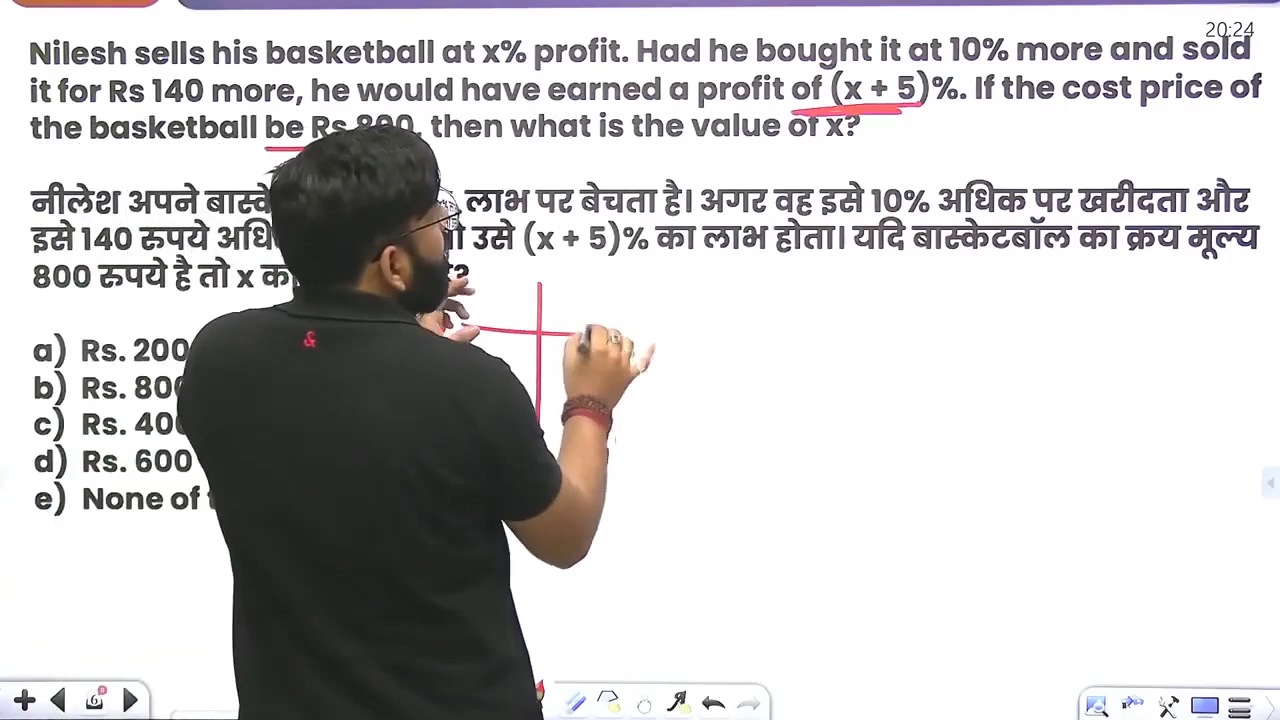 20:24
Nilesh sells his basketball at x% profit. Had he bought it at 10% more and sold
it for Rs 140 more, he would have earned a profit of (x + 5)%. If the cost price of
the basketball be Rs 800, then what is the value of x?
नीलेश अपने लाभ पर बेचता है। अगर वह इसे 10% अधिक पर खरीदता और
इसे 140 रुपये उसे (x + 5)% का लाभ होता। यदि बास्केटबॉल का क्रय मूल्य
800 रुपये है तो x
a) Rs. 200
b) Rs. 800
c) Rs. 400
d) Rs. 600
e) None of